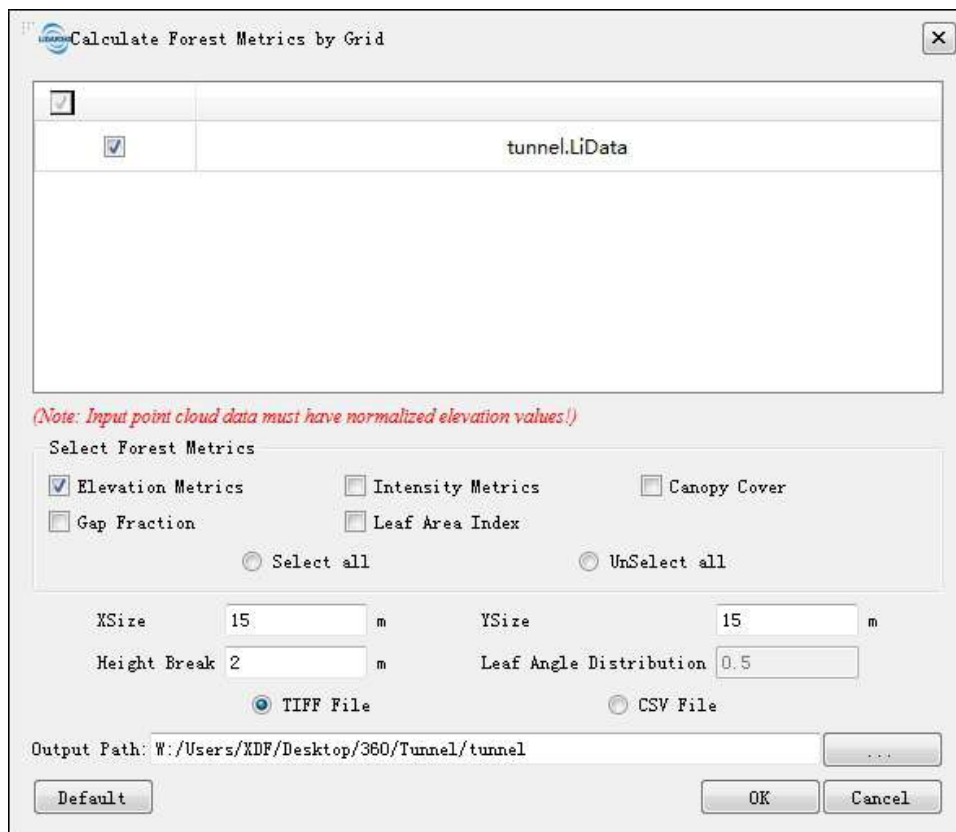 Calculate Forest Metrics by Grid
tunnel.LiData
(Note: Input point cloud data must have normalized elevation values!)
Select Forest Metrics
Elevation Metrics Intensity Metrics Canopy Cover
Gap Fraction Leaf Area Index
Select all UnSelect all
XSize 15 m YSize 15 m
Height Break 2 m Leaf Angle Distribution 0.5
TIFF File CSV File
Output Path: W:/Users/XDF/Desktop/360/Tunnel/tunnel ...
Default OK Cancel